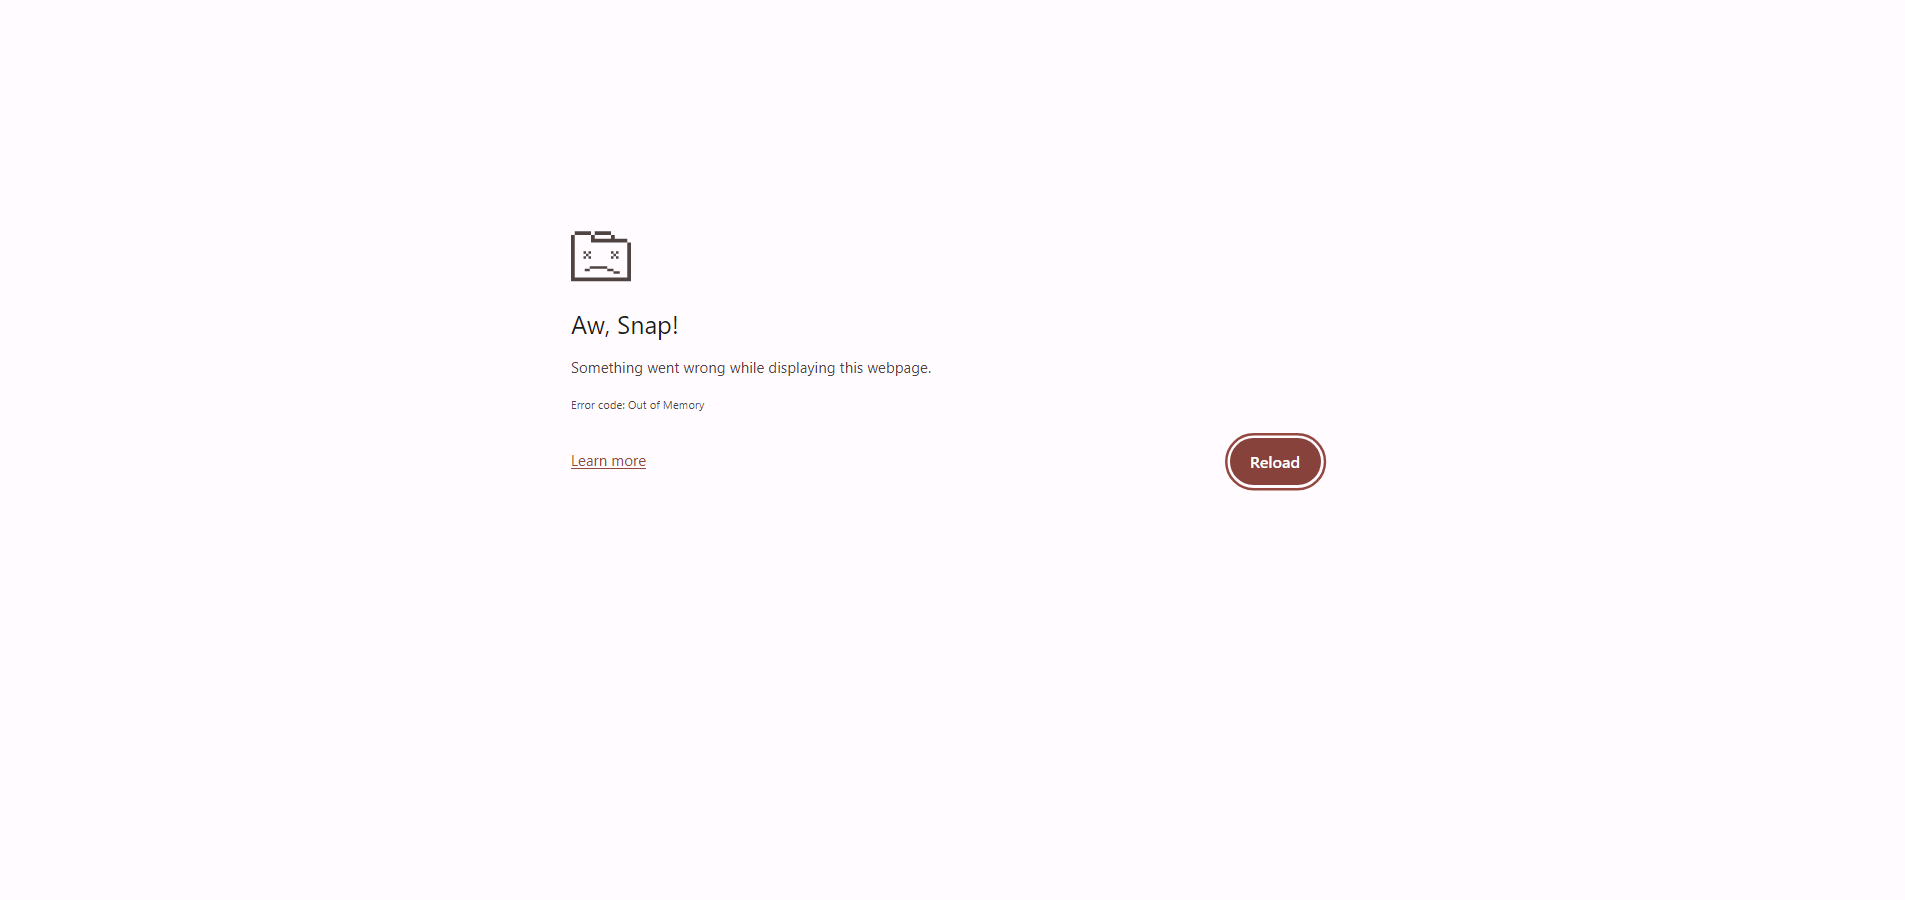 Aw, Snap!
Something went wrong while displaying this webpage.
Error code: Out of Memory
Learn more
Reload